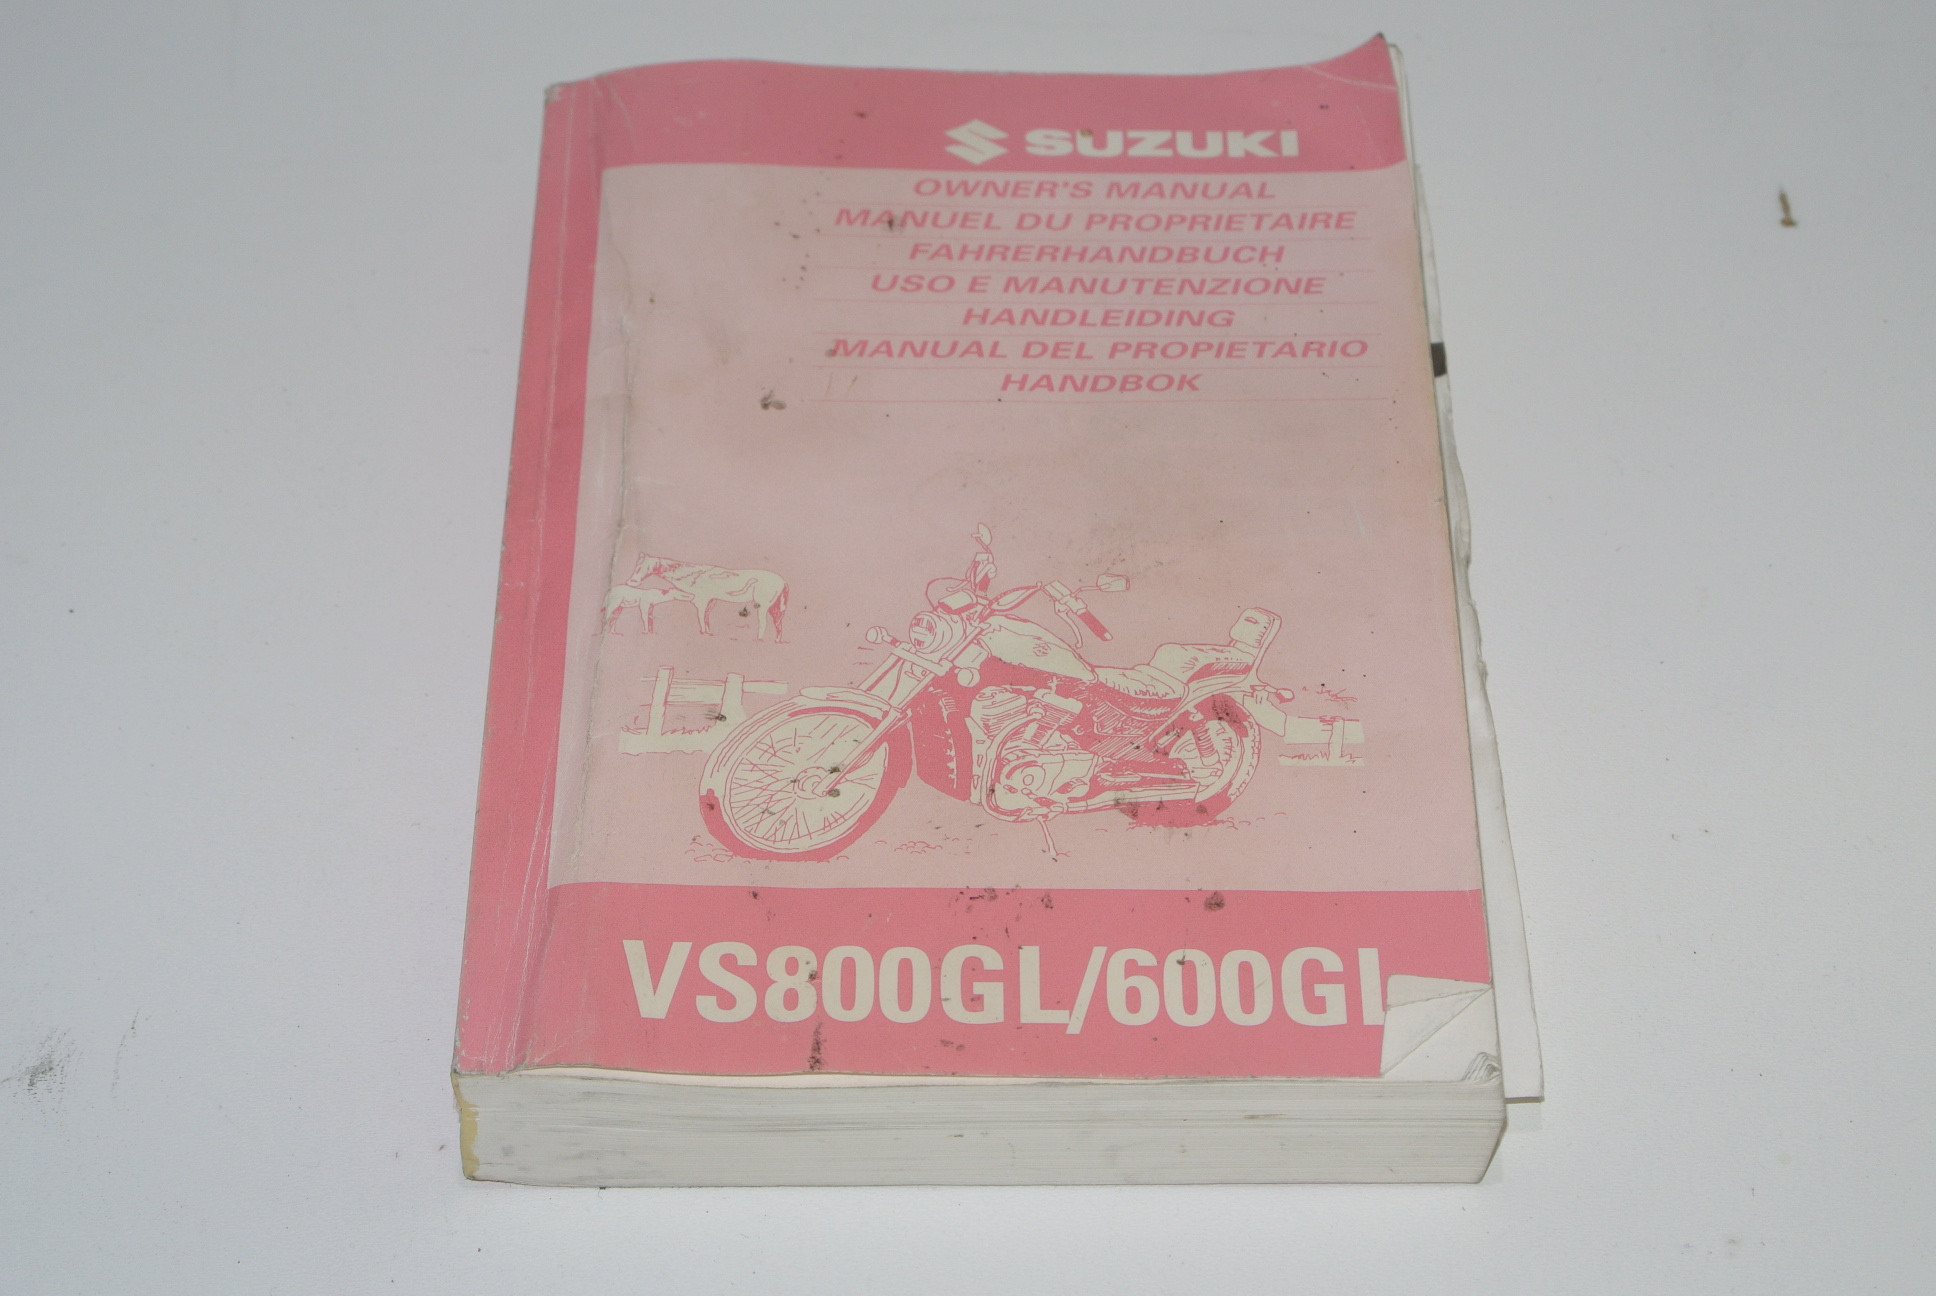 SUZUKI
OWNER'S MANUAL
MANUEL DU PROPRIETAIRE
FAHRERHANDBUCH
USO E MANUTENZIONE
HANDLEIDING
MANUAL DEL PROPIETARIO
HANDBOK
VS800GL/600GL